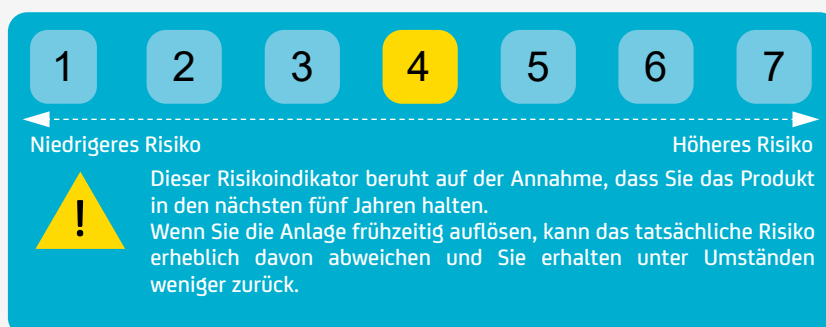 1 2 3 4 5 6 7
Niedrigeres Risiko Höheres Risiko
! Dieser Risikoindikator beruht auf der Annahme, dass Sie das Produkt
in den nächsten fünf Jahren halten.
Wenn Sie die Anlage frühzeitig auflösen, kann das tatsächliche Risiko
erheblich davon abweichen und Sie erhalten unter Umständen
weniger zurück.